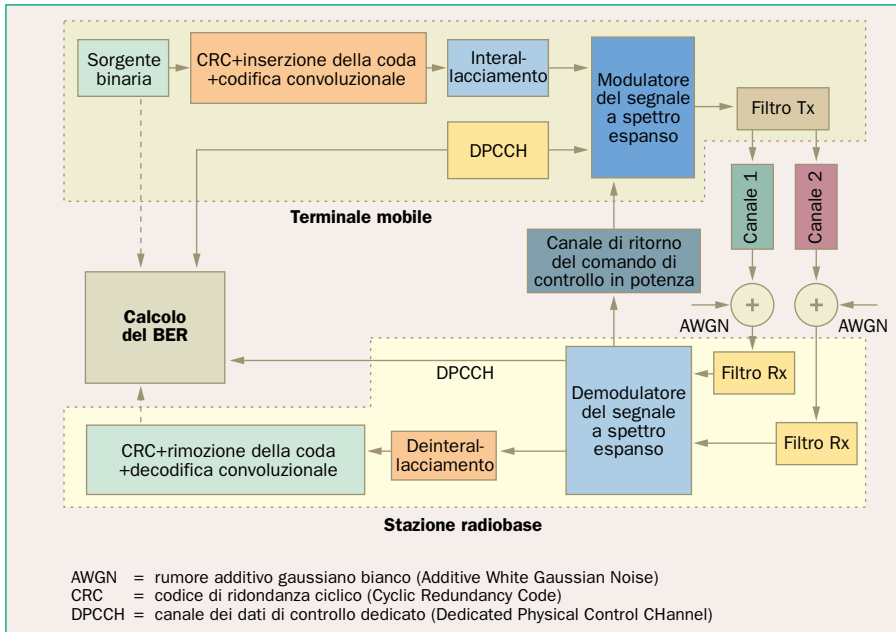 Sorgente
binaria
CRC+inserzione della coda
+codifica convoluzionale
Interal-
lacciamento
Modulatore
del segnale
a spettro
espanso
Filtro Tx
DPCCH
Canale 1
Canale 2
Terminale mobile
Canale di ritorno
del comando di
controllo in potenza
+
+
AWGN
AWGN
Calcolo
del BER
DPCCH
Filtro Rx
Demodulatore
del segnale
a spettro
espanso
Filtro Rx
CRC+rimozione della coda
+decodifica convoluzionale
Deinteral-
lacciamento
Stazione radiobase
AWGN = rumore additivo gaussiano bianco (Additive White Gaussian Noise)
CRC = codice di ridondanza ciclico (Cyclic Redundancy Code)
DPCCH = canale dei dati di controllo dedicato (Dedicated Physical Control CHannel)